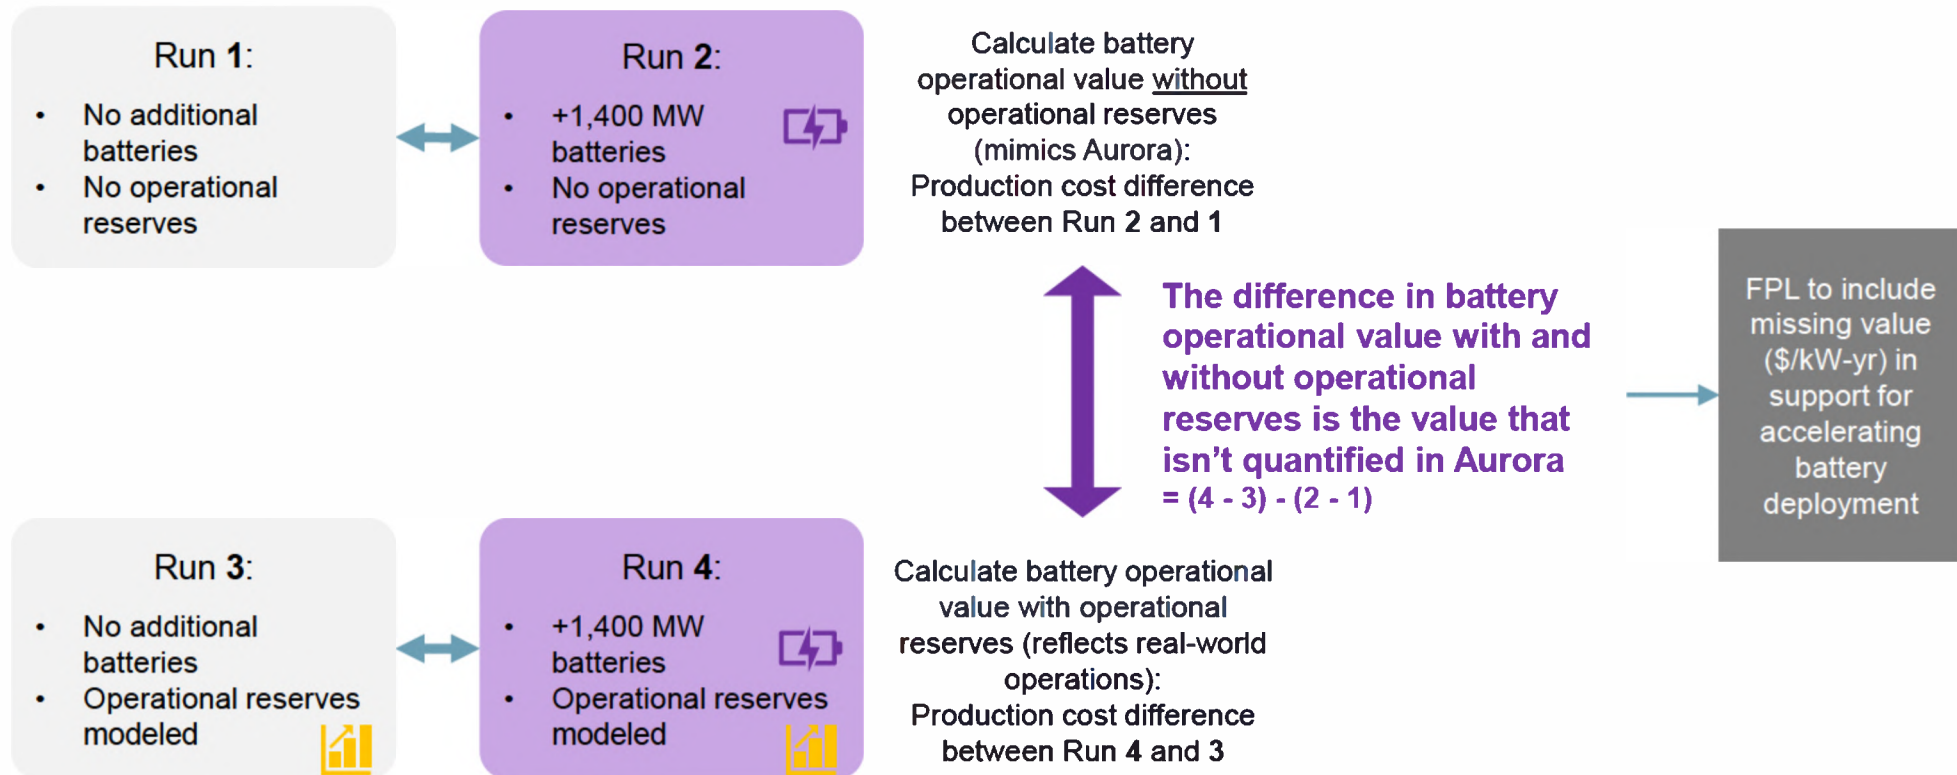 Run 1:
• No additional
batteries
• No operational
reserves
Run 2:
• +1,400 MW
batteries
• No operational
reserves
Calculate battery
operational value without
operational reserves
(mimics Aurora):
Production cost difference
between Run 2 and 1
The difference in battery
operational value with and
without operational
reserves is the value that
isn't quantified in Aurora
= (4 - 3) - (2 - 1)
FPL to include
missing value
($/kW-yr) in
support for
accelerating
battery
deployment
Run 3:
• No additional
batteries
• Operational reserves
modeled
Run 4:
• +1,400 MW
batteries
• Operational reserves
modeled
Calculate battery operational
value with operational
reserves (reflects real-world
operations):
Production cost difference
between Run 4 and 3